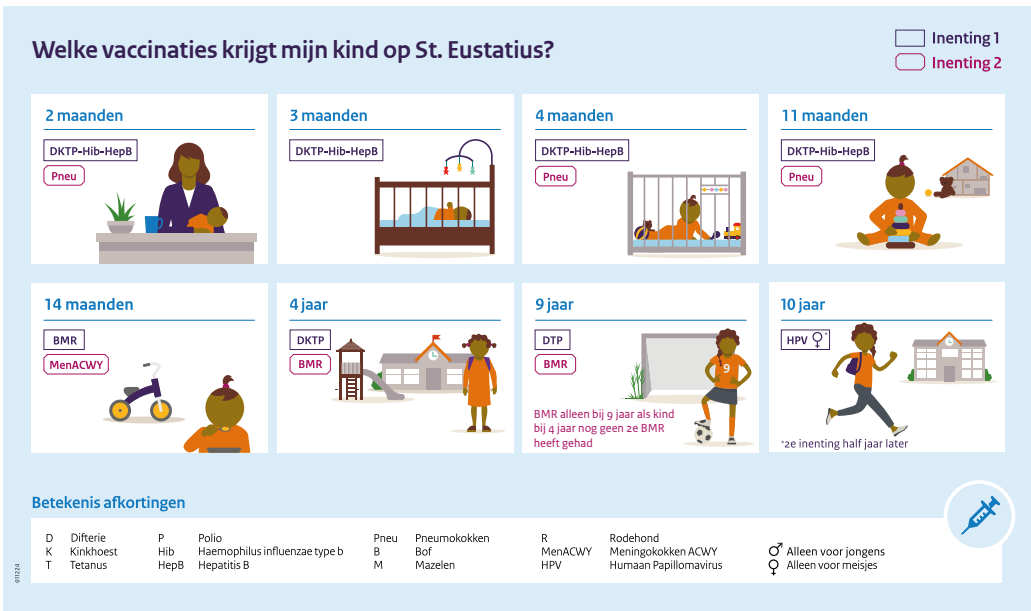 Welke vaccinaties krijgt mijn kind op St. Eustatius?
Inenting 1
Inenting 2
2 maanden
DKTP-Hib-HepB
Pneu
3 maanden
DKTP-Hib-HepB
4 maanden
DKTP-Hib-HepB
Pneu
11 maanden
DKTP-Hib-HepB
Pneu
14 maanden
BMR
MenACWY
4 jaar
DKTP
BMR
9 jaar
DTP
BMR
9
BMR alleen bij 9 jaar als kind
bij 4 jaar nog geen 2e BMR
heeft gehad
10 jaar
HPV ♀*
*2e inenting half jaar later
Betekenis afkortingen
D Difterie
K Kinkhoest
T Tetanus
P Polio
Hib Haemophilus influenzae type b
HepB Hepatitis B
Pneu Pneumokokken
B Bof
M Mazelen
R Rodehond
MenACWY Meningokokken ACWY
HPV Humaan Papillomavirus
♂ Alleen voor jongens
♀ Alleen voor meisjes
011224